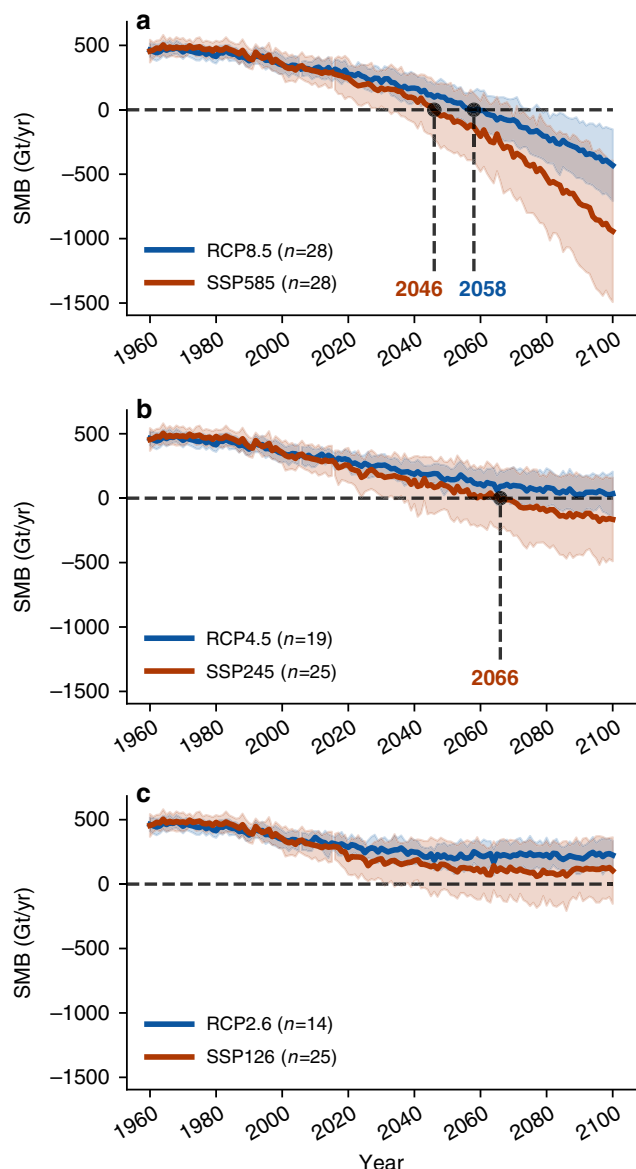 a
500
0
−500
−1000
−1500
SMB (Gt/yr)
RCP8.5 (n=28)
SSP585 (n=28)
2046 2058
1960 1980 2000 2020 2040 2060 2080 2100
b
500
0
−500
−1000
−1500
SMB (Gt/yr)
RCP4.5 (n=19)
SSP245 (n=25)
2066
1960 1980 2000 2020 2040 2060 2080 2100
c
500
0
−500
−1000
−1500
SMB (Gt/yr)
RCP2.6 (n=14)
SSP126 (n=25)
1960 1980 2000 2020 2040 2060 2080 2100
Year